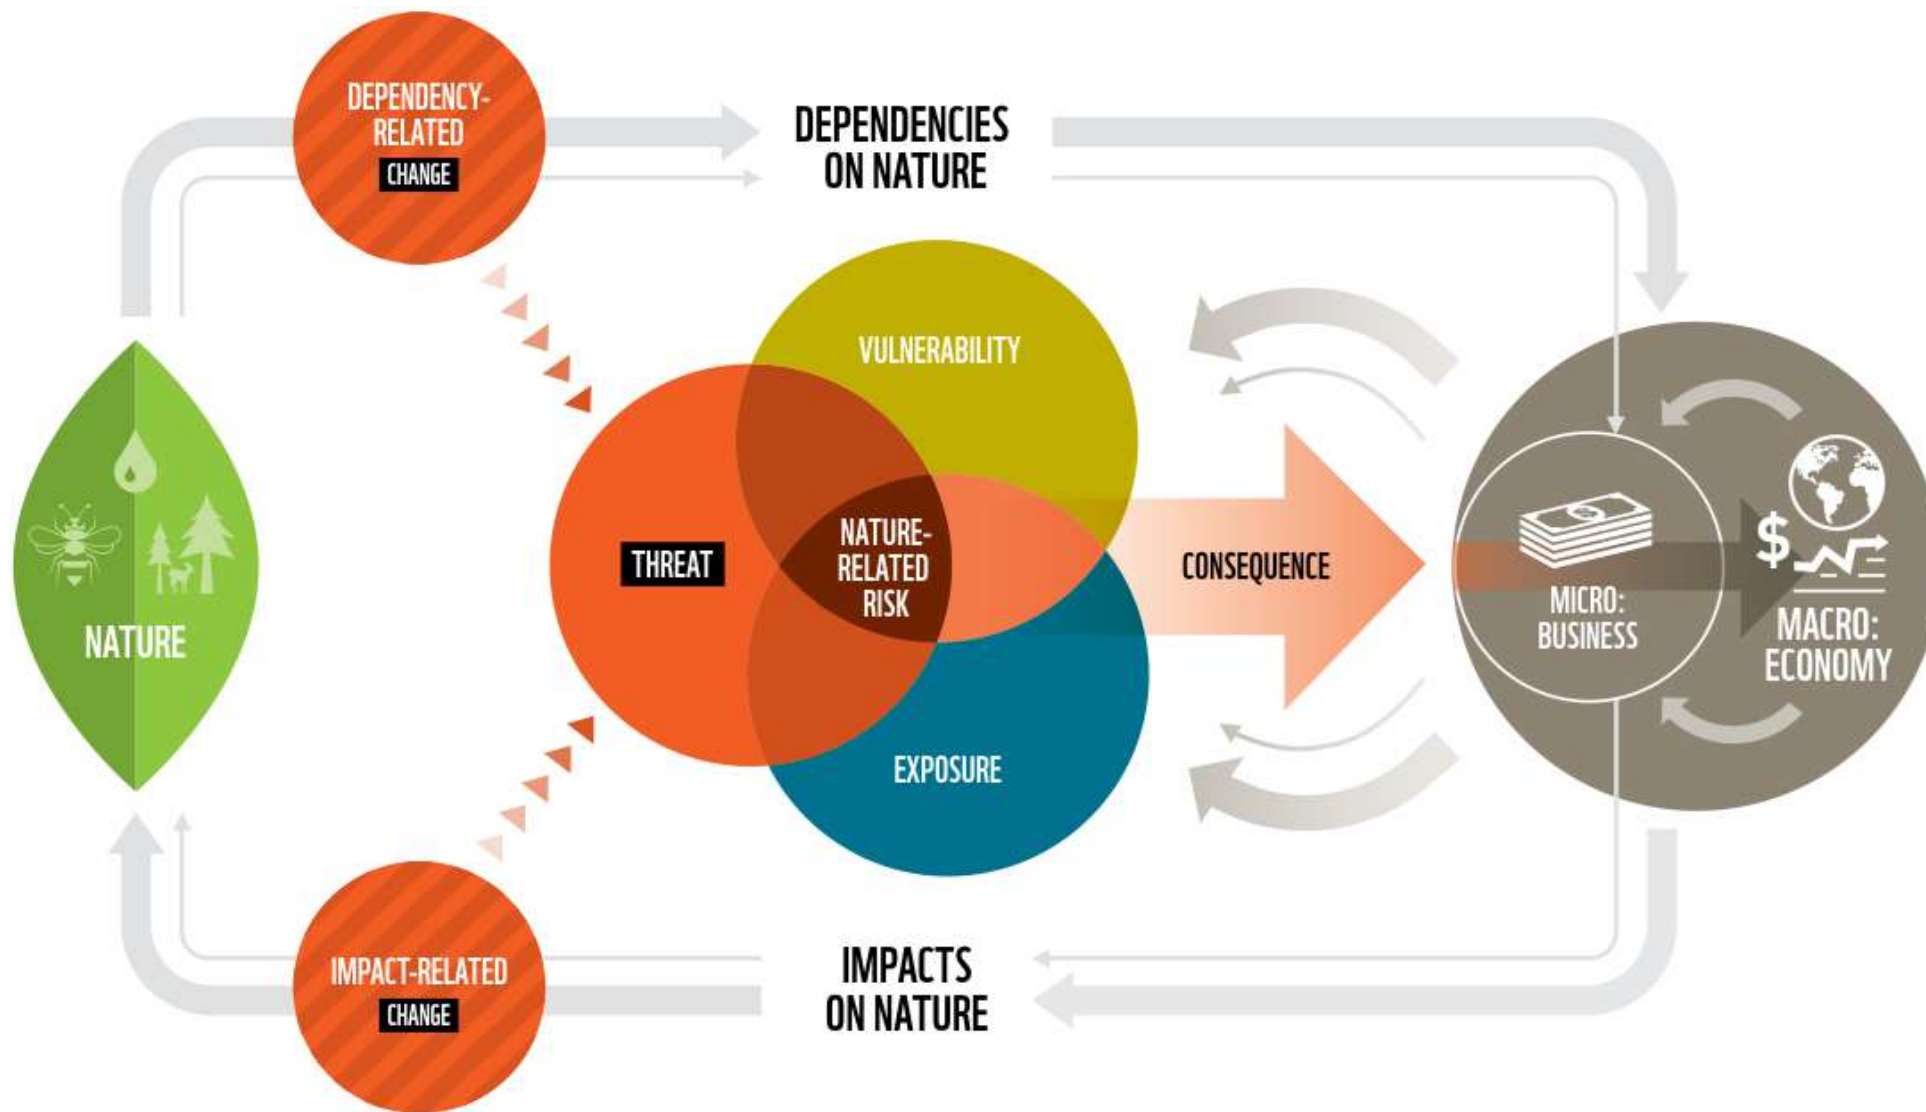 DEPENDENCY-
RELATED
CHANGE
DEPENDENCIES
ON NATURE
VULNERABILITY
NATURE
THREAT
NATURE-
RELATED
RISK
CONSEQUENCE
$
MICRO:
BUSINESS
MACRO:
ECONOMY
EXPOSURE
IMPACT-RELATED
CHANGE
IMPACTS
ON NATURE